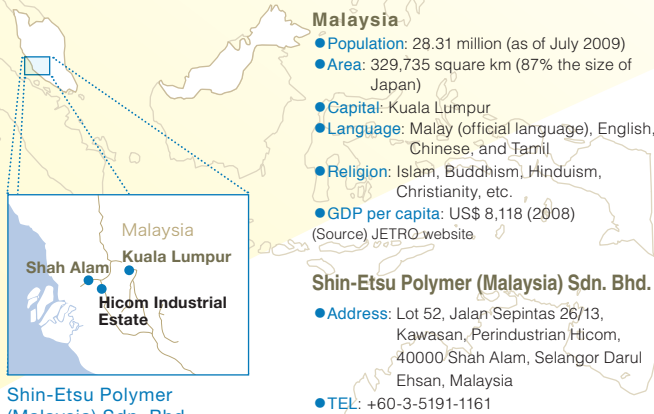 Malaysia
●Population: 28.31 million (as of July 2009)
●Area: 329,735 square km (87% the size of
Japan)
●Capital: Kuala Lumpur
●Language: Malay (official language), English,
Chinese, and Tamil
●Religion: Islam, Buddhism, Hinduism,
Christianity, etc.
●GDP per capita: US$ 8,118 (2008)
(Source) JETRO website
Malaysia
Kuala Lumpur
Shah Alam
Hicom Industrial
Estate
Shin-Etsu Polymer
(Malaysia) Sdn. Bhd.
Shin-Etsu Polymer (Malaysia) Sdn. Bhd.
●Address: Lot 52, Jalan Sepintas 26/13,
Kawasan, Perindustrian Hicom,
40000 Shah Alam, Selangor Darul
Ehsan, Malaysia
●TEL: +60-3-5191-1161